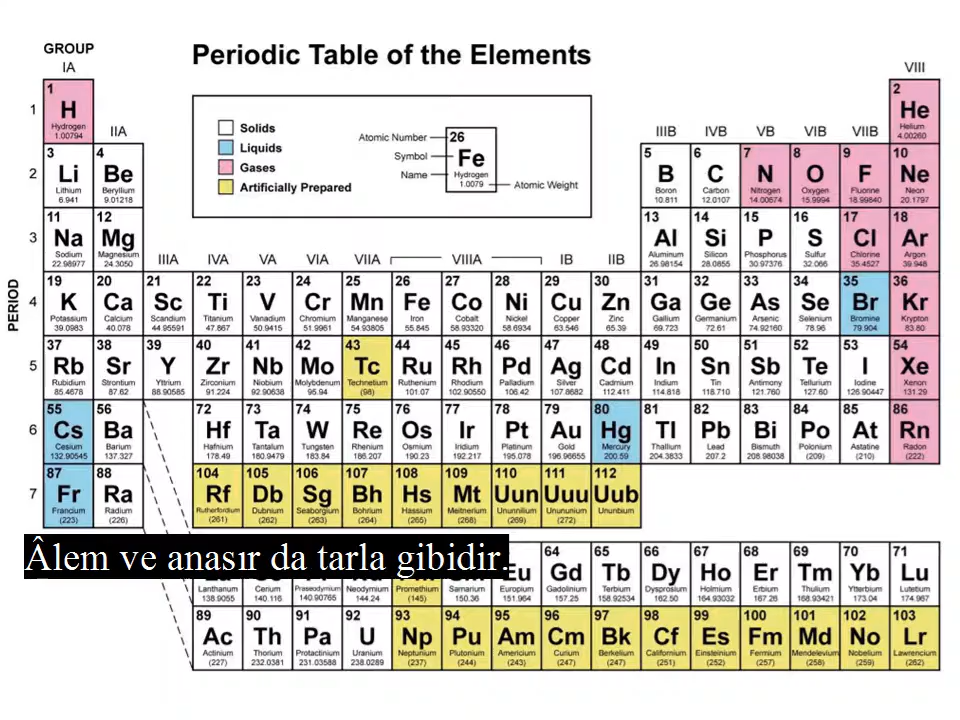 GROUP
IA
Periodic Table of the Elements
VIII
1 2
1 H He
Hydrogen Helium
1.00794 4.00260
IIA IIIB IVB VB VIB VIIB
Solids
Liquids
Gases
Artificially Prepared
Atomic Number 26
Symbol Fe
Name Hydrogen
1.0079 Atomic Weight
3 4 5 6 7 8 9 10
2 Li Be B C N O F Ne
Lithium Beryllium Boron Carbon Nitrogen Oxygen Neon
6.941 9.01218 10.811 12.0107 14.00674 15.9994 18.99840 20.1797
11 12 13 14 15 16 17 18
3 Na Mg Al Si P S Cl Ar
Sodium Magnesium Aluminum Silicon Phosphorus Sulfur Chlorine Argon
22.98977 24.3050 26.98154 28.0855 30.97376 32.066 35.4527 39.948
IIIA IVA VA VIA VIIA VIIIA IB IIB
PERIOD
19 20 21 22 23 24 25 26 27 28 29 30 31 32 33 34 35 36
4 K Ca Sc Ti V Cr Mn Fe Co Ni Cu Zn Ga Ge As Se Br Kr
Potassium Calcium Scandium Titanium Vanadium Chromium Manganese Iron Cobalt Nickel Copper Zinc Gallium Germanium Arsenic Selenium Bromine Krypton
39.0983 40.078 44.95591 47.867 50.9415 51.9961 54.93805 55.845 58.93320 58.6934 63.546 65.39 69.723 72.61 74.92160 78.96 79.904 83.80
37 38 39 40 41 42 43 44 45 46 47 48 49 50 51 52 53 54
5 Rb Sr Y Zr Nb Mo Tc Ru Rh Pd Ag Cd In Sn Sb Te I Xe
Rubidium Strontium Yttrium Zirconium Niobium Molybdenum Technetium Ruthenium Rhodium Palladium Silver Cadmium Indium Tin Antimony Tellurium Iodine Xenon
85.4678 87.62 88.90585 91.224 92.90638 95.94 (98) 101.07 102.90550 106.42 107.8682 112.411 114.818 118.710 121.760 127.60 126.90447 131.29
55 56 72 73 74 75 76 77 78 79 80 81 82 83 84 85 86
6 Cs Ba Hf Ta W Re Os Ir Pt Au Hg Tl Pb Bi Po At Rn
Cesium Barium Hafnium Tantalum Tungsten Rhenium Osmium Iridium Platinum Gold Mercury Thallium Lead Bismuth Polonium Astatine Radon
132.90545 137.327 178.49 180.9479 183.84 186.207 190.23 192.217 195.078 196.96655 200.59 204.3833 207.2 208.98038 (209) (210) (222)
87 88 104 105 106 107 108 109 110 111 112
7 Fr Ra Rf Db Sg Bh Hs Mt Uun Uuu Uub
Francium Radium Rutherfordium Dubnium Seaborgium Bohrium Hassium Meitnerium Ununnilium Unununium Ununbium
(223) (226) (261) (262) (263) (264) (265) (268) (269) (272)
Âlem ve anasır da tarla gibidir.
64 65 66 67 68 69 70 71
Eu Gd Tb Dy Ho Er Tm Yb Lu
Lanthanum Cerium Praseodymium Neodymium Promethium Samarium Europium Gadolinium Terbium Dysprosium Holmium Erbium Thulium Ytterbium Lutetium
138.9055 140.116 140.90765 144.24 (145) 150.36 151.964 157.25 158.92534 162.50 164.93032 167.26 168.93421 173.04 174.967
89 90 91 92 93 94 95 96 97 98 99 100 101 102 103
Ac Th Pa U Np Pu Am Cm Bk Cf Es Fm Md No Lr
Actinium Thorium Protactinium Uranium Neptunium Plutonium Americium Curium Berkelium Californium Einsteinium Fermium Mendelevium Nobelium Lawrencium
(227) 232.0381 231.03588 238.0289 (237) (244) (243) (247) (247) (251) (252) (257) (258) (259) (262)